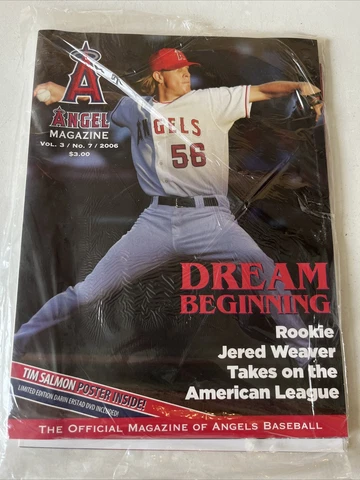 A
ANGEL
MAGAZINE
VOL. 3 / NO. 7 / 2006
$3.00
ANGELS
56
DREAM
BEGINNING
Rookie
Jered Weaver
Takes on the
American League
TIM SALMON POSTER INSIDE!
LIMITED EDITION DARIN ERSTAD DVD INCLUDED!
THE OFFICIAL MAGAZINE OF ANGELS BASEBALL